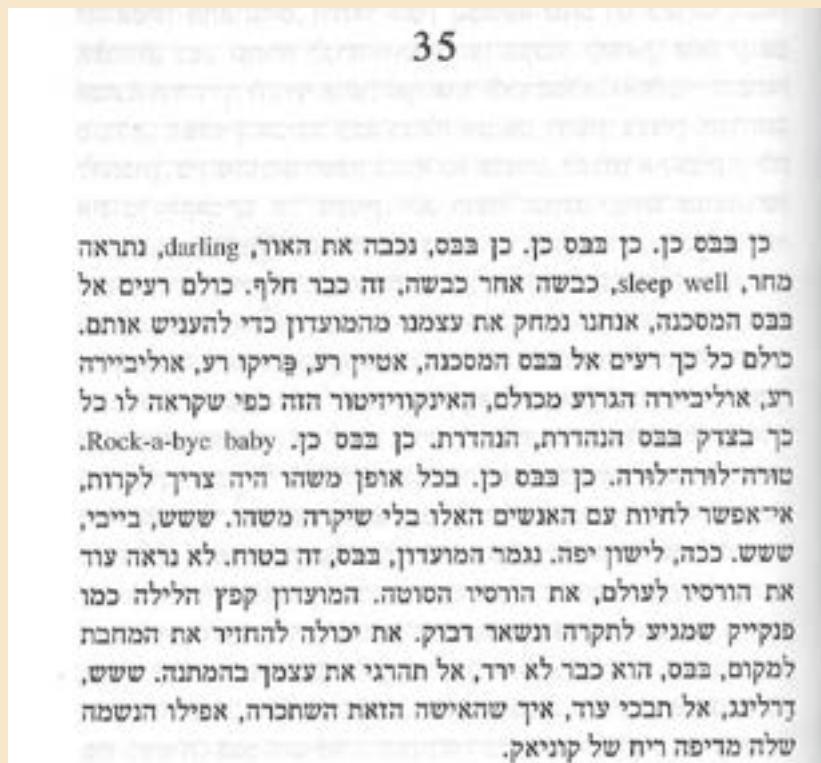 35
כן בבס כן. כן בבס כן. כן בבס, נכבה את האור, darling, נתראה
מחר, sleep well, כבשה אחר כבשה, זה כבר חלף. כולם רעים אל
בבס המסכנה, אנחנו נמחק את עצמנו מהמועדון כדי להעניש אותם.
כולם כל כך רעים אל בבס המסכנה, אטיין רע, פריקו רע, אוליביירה
רע, אוליביירה הגרוע מכולם, האינקוויזיטור הזה כפי שקראה לו כל
כך בצדק בבס הנהדרת, הנהדרת. כן בבס כן. Rock-a-bye baby.
טורה־לורה־לורה. כן בבס כן. בכל אופן משהו היה צריך לקרות,
אי־אפשר לחיות עם האנשים האלו בלי שיקרה משהו. ששש, בייבי,
ששש. ככה, לישון יפה. נגמר המועדון, בבס, זה בטוח. לא נראה עוד
את הורסיו לעולם, את הורסיו הסוטה. המועדון קפץ הלילה כמו
פנקייק שמגיע לתקרה ונשאר דבוק. את יכולה להחזיר את המחבת
למקום, בבס, הוא כבר לא ירד, אל תהרגי את עצמך בהמתנה. ששש,
דרלינג, אל תבכי עוד, איך שהאישה הזאת השתכרה, אפילו הנשמה
שלה מדיפה ריח של קוניאק.